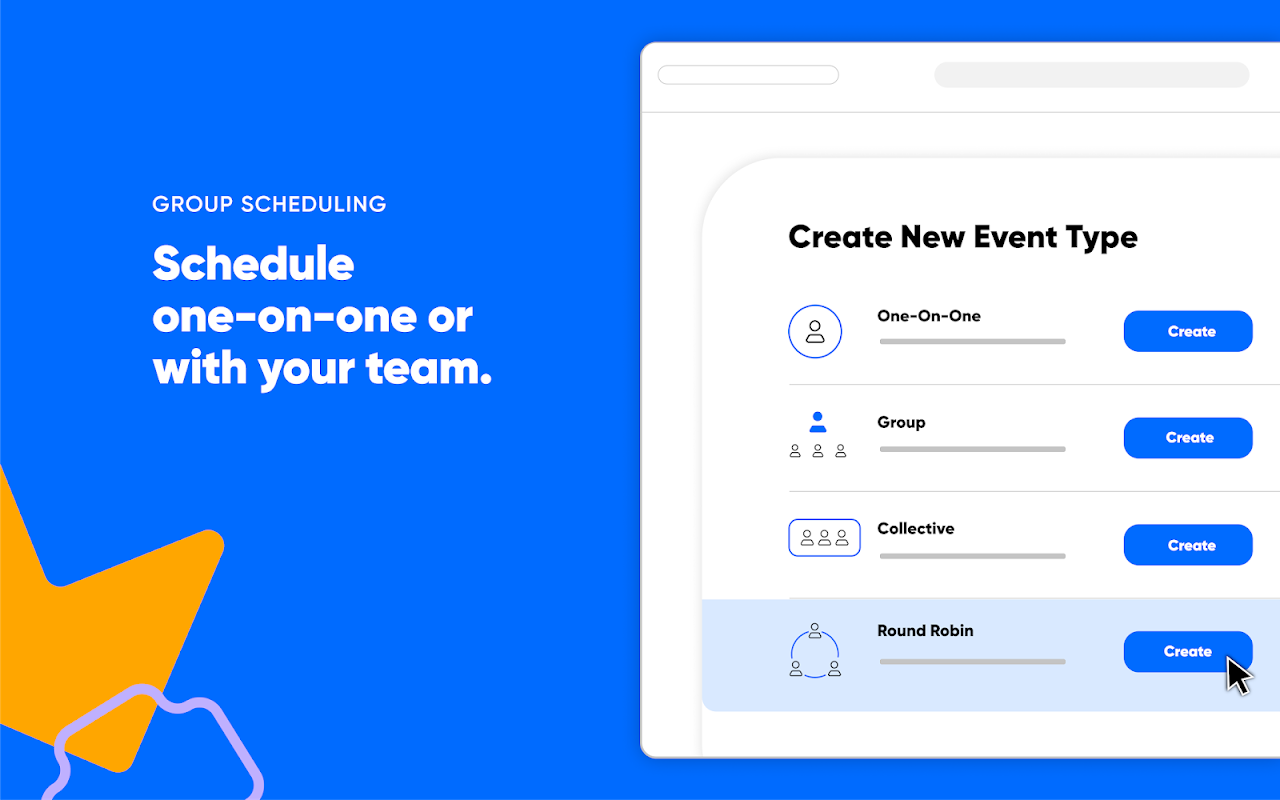 GROUP SCHEDULING
Schedule
one-on-one or
with your team.
Create New Event Type
One-On-One
Create
Group
Create
Collective
Create
Round Robin
Create